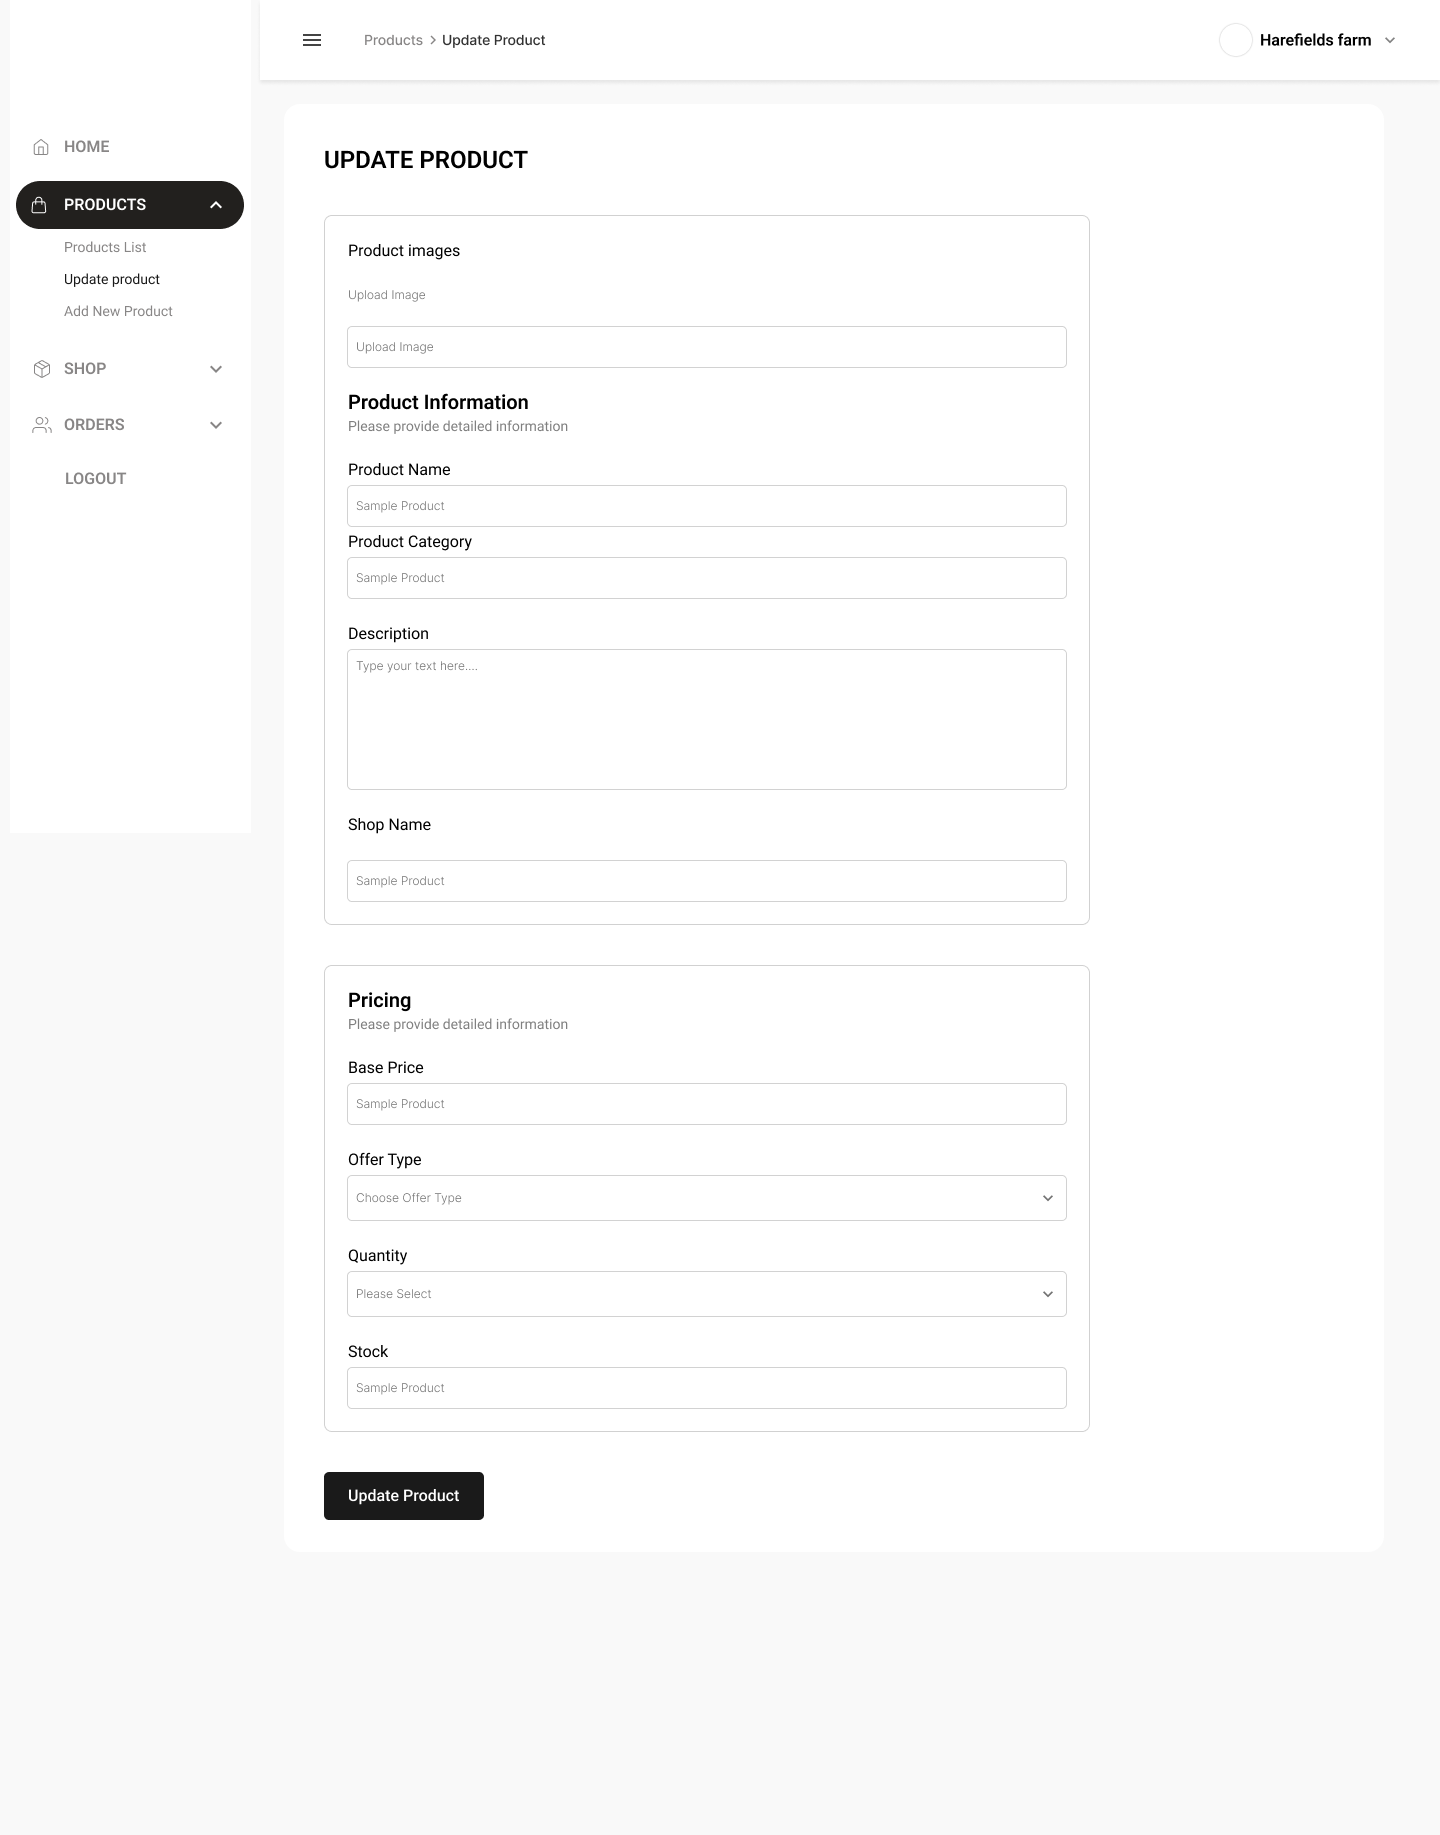 Products > Update Product
Harefields farm
HOME
PRODUCTS
Products List
Update product
Add New Product
SHOP
ORDERS
LOGOUT
UPDATE PRODUCT
Product images
Upload Image
Upload Image
Product Information
Please provide detailed information
Product Name
Sample Product
Product Category
Sample Product
Description
Type your text here....
Shop Name
Sample Product
Pricing
Please provide detailed information
Base Price
Sample Product
Offer Type
Choose Offer Type
Quantity
Please Select
Stock
Sample Product
Update Product